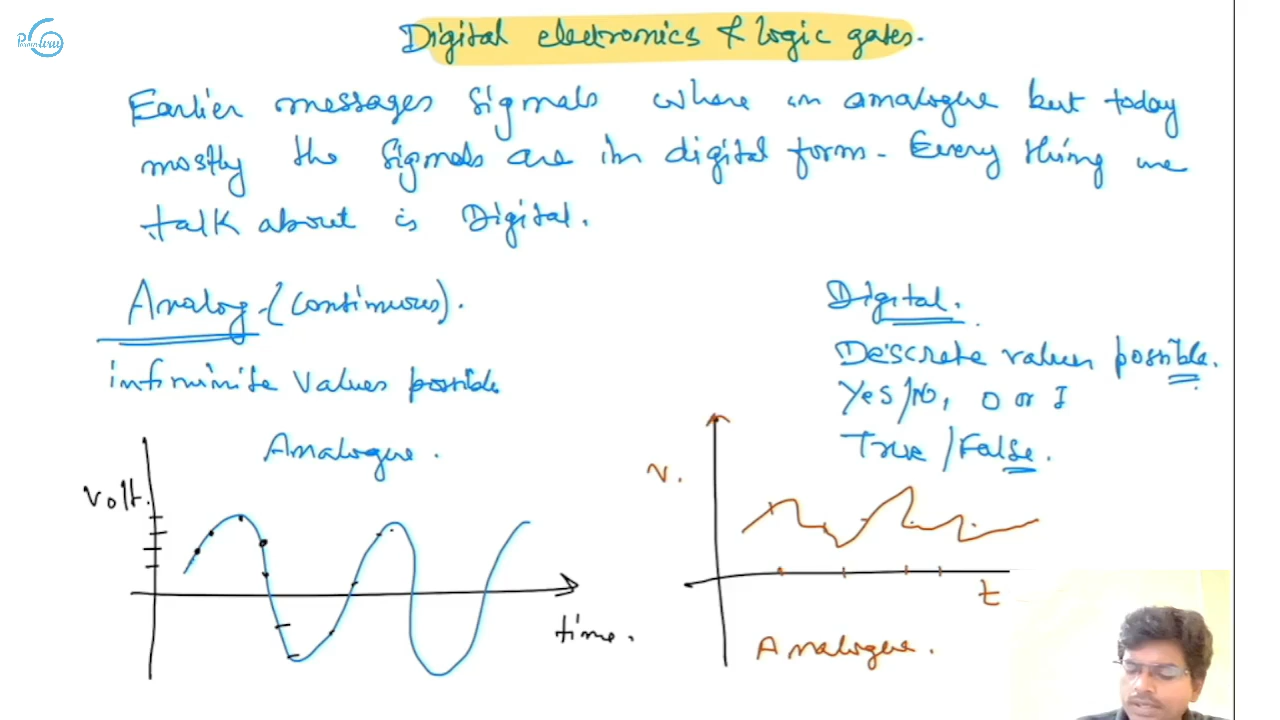 Digital electronics & logic gates.
Earlier messages signals where in analogue but today
mostly the signals are in digital form. Every thing we
talk about is Digital.
Analog - (continuous).
infininite values possible
Analogue.
volt.
time.
Digital.
Descrete values possible.
Yes/No, 0 or 1
True/False.
v.
t
Analogue.